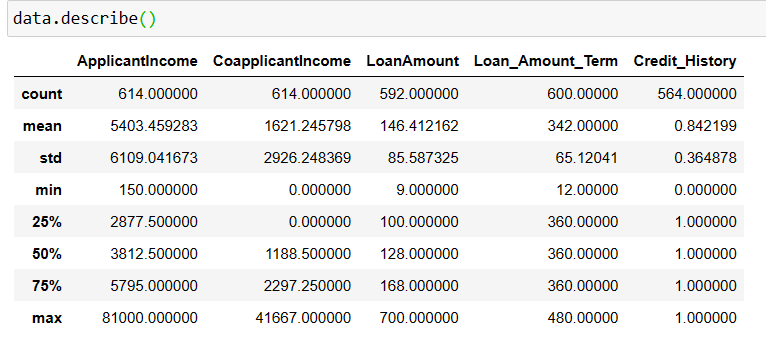 data.describe()
ApplicantIncome CoapplicantIncome LoanAmount Loan_Amount_Term Credit_History
count 614.000000 614.000000 592.000000 600.00000 564.000000
mean 5403.459283 1621.245798 146.412162 342.00000 0.842199
std 6109.041673 2926.248369 85.587325 65.12041 0.364878
min 150.000000 0.000000 9.000000 12.00000 0.000000
25% 2877.500000 0.000000 100.000000 360.00000 1.000000
50% 3812.500000 1188.500000 128.000000 360.00000 1.000000
75% 5795.000000 2297.250000 168.000000 360.00000 1.000000
max 81000.000000 41667.000000 700.000000 480.00000 1.000000